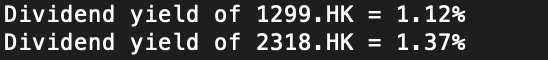 Dividend yield of 1299.HK = 1.12%
Dividend yield of 2318.HK = 1.37%